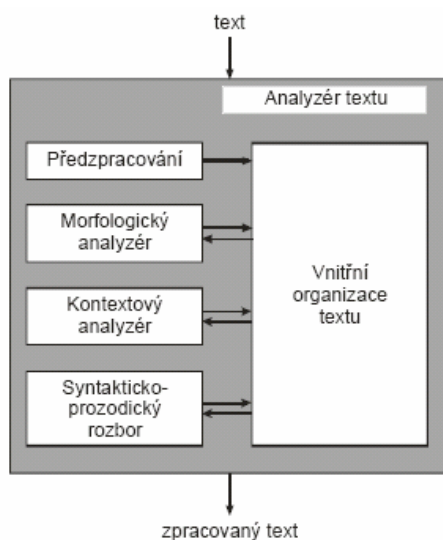 text
Analyzér textu
Předzpracování
Morfologický
analyzér
Kontextový
analyzér
Syntakticko-
prozodický
rozbor
Vnitřní
organizace
textu
zpracovaný text